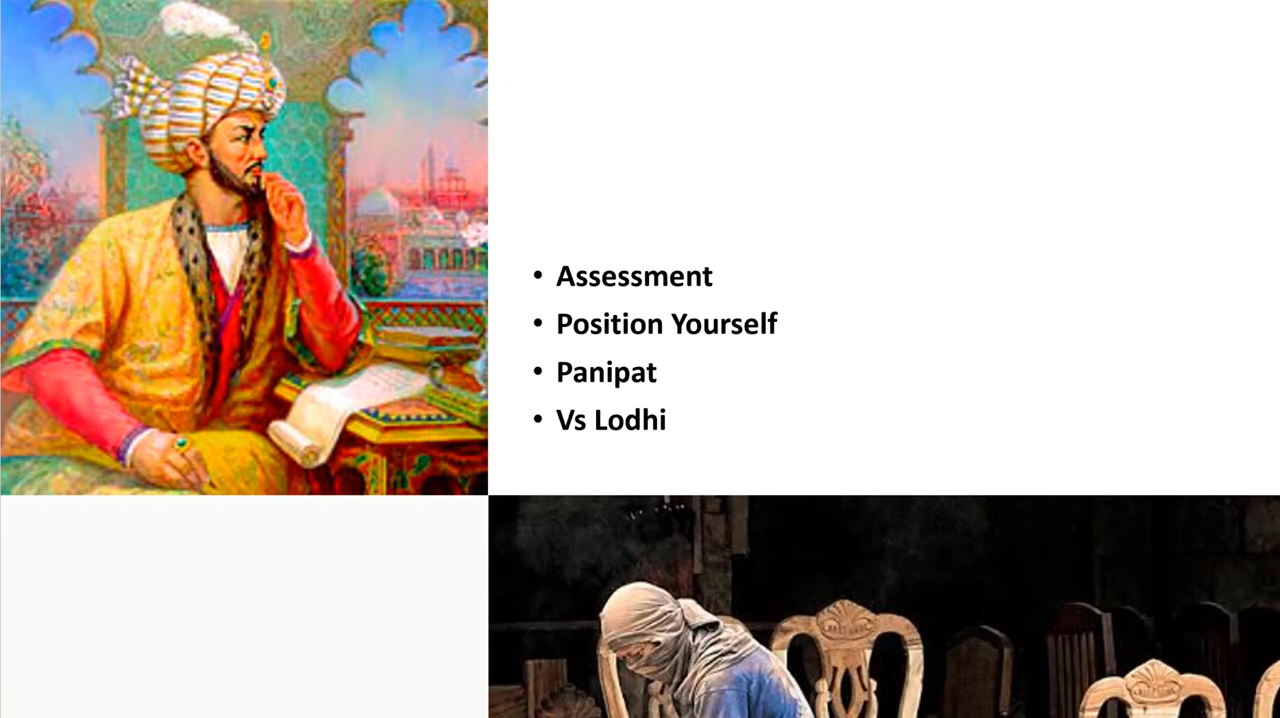 • Assessment
• Position Yourself
• Panipat
• Vs Lodhi